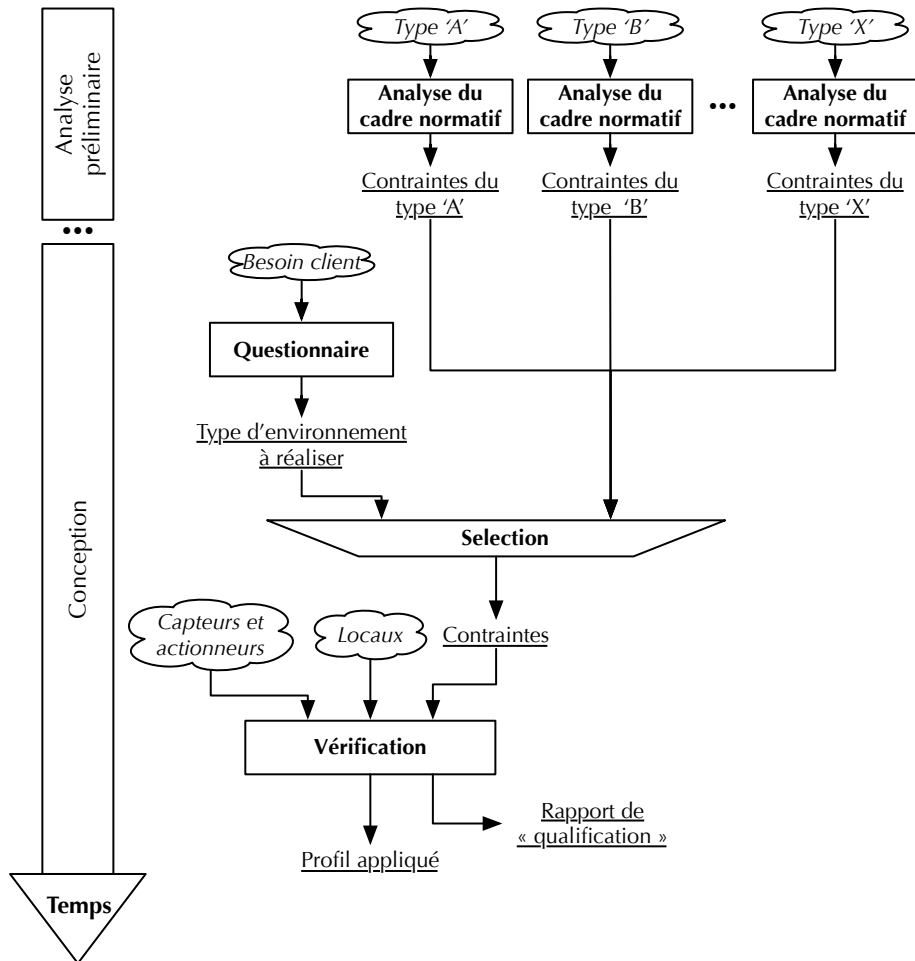 Analyse
préliminaire
•••
Conception
Temps
Type ‘A’
Type ‘B’
Type ‘X’
Analyse du
cadre normatif
Analyse du
cadre normatif
•••
Analyse du
cadre normatif
Contraintes du
type ‘A’
Contraintes du
type ‘B’
Contraintes du
type ‘X’
Besoin client
Questionnaire
Type d’environnement
à réaliser
Selection
Capteurs et
actionneurs
Locaux
Contraintes
Vérification
Rapport de
« qualification »
Profil appliqué